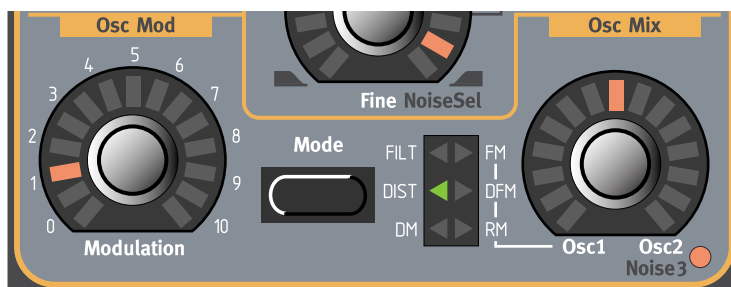 Osc Mod
Osc Mix
0
1
2
3
4
5
6
7
8
9
10
Modulation
Fine NoiseSel
Mode
FILT
FM
DIST
DFM
DM
RM
Osc1
Osc2
Noise3